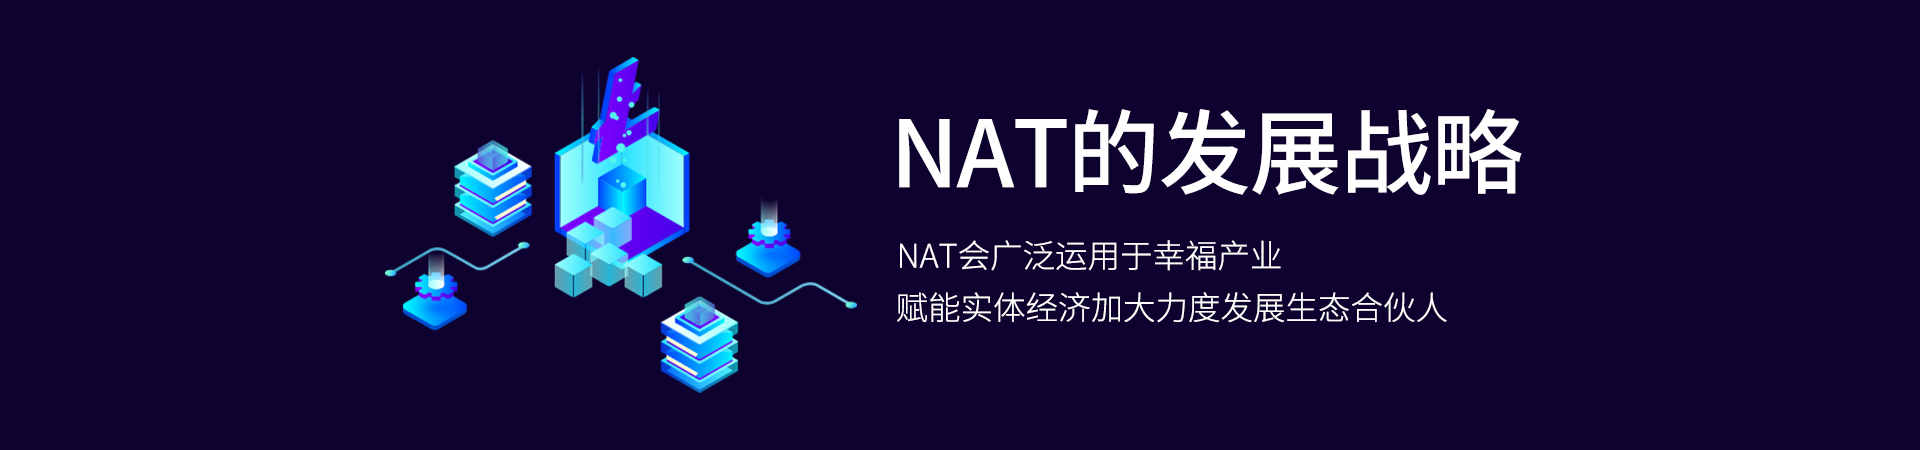 NAT的发展战略
NAT会广泛运用于幸福产业
赋能实体经济加大力度发展生态合伙人